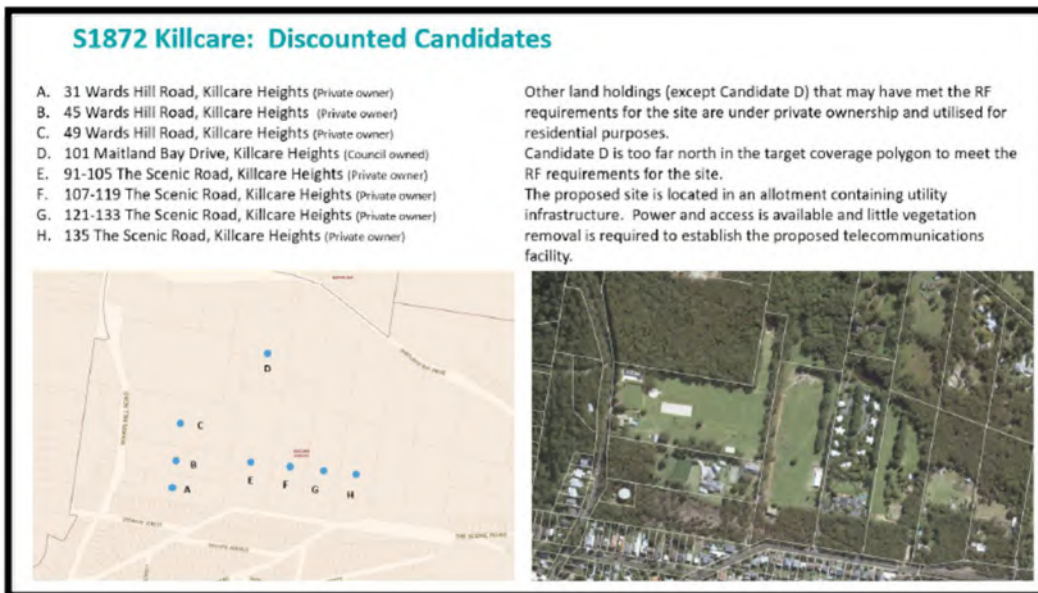 S1872 Killcare: Discounted Candidates
A. 31 Wards Hill Road, Killcare Heights (Private owner)
B. 45 Wards Hill Road, Killcare Heights (Private owner)
C. 49 Wards Hill Road, Killcare Heights (Private owner)
D. 101 Maitland Bay Drive, Killcare Heights (Council owned)
E. 91-105 The Scenic Road, Killcare Heights (Private owner)
F. 107-119 The Scenic Road, Killcare Heights (Private owner)
G. 121-133 The Scenic Road, Killcare Heights (Private owner)
H. 135 The Scenic Road, Killcare Heights (Private owner)
Other land holdings (except Candidate D) that may have met the RF
requirements for the site are under private ownership and utilised for
residential purposes.
Candidate D is too far north in the target coverage polygon to meet the
RF requirements for the site.
The proposed site is located in an allotment containing utility
infrastructure. Power and access is available and little vegetation
removal is required to establish the proposed telecommunications
facility.
D
C
B
A
E
F
G
H
THE SCENIC ROAD